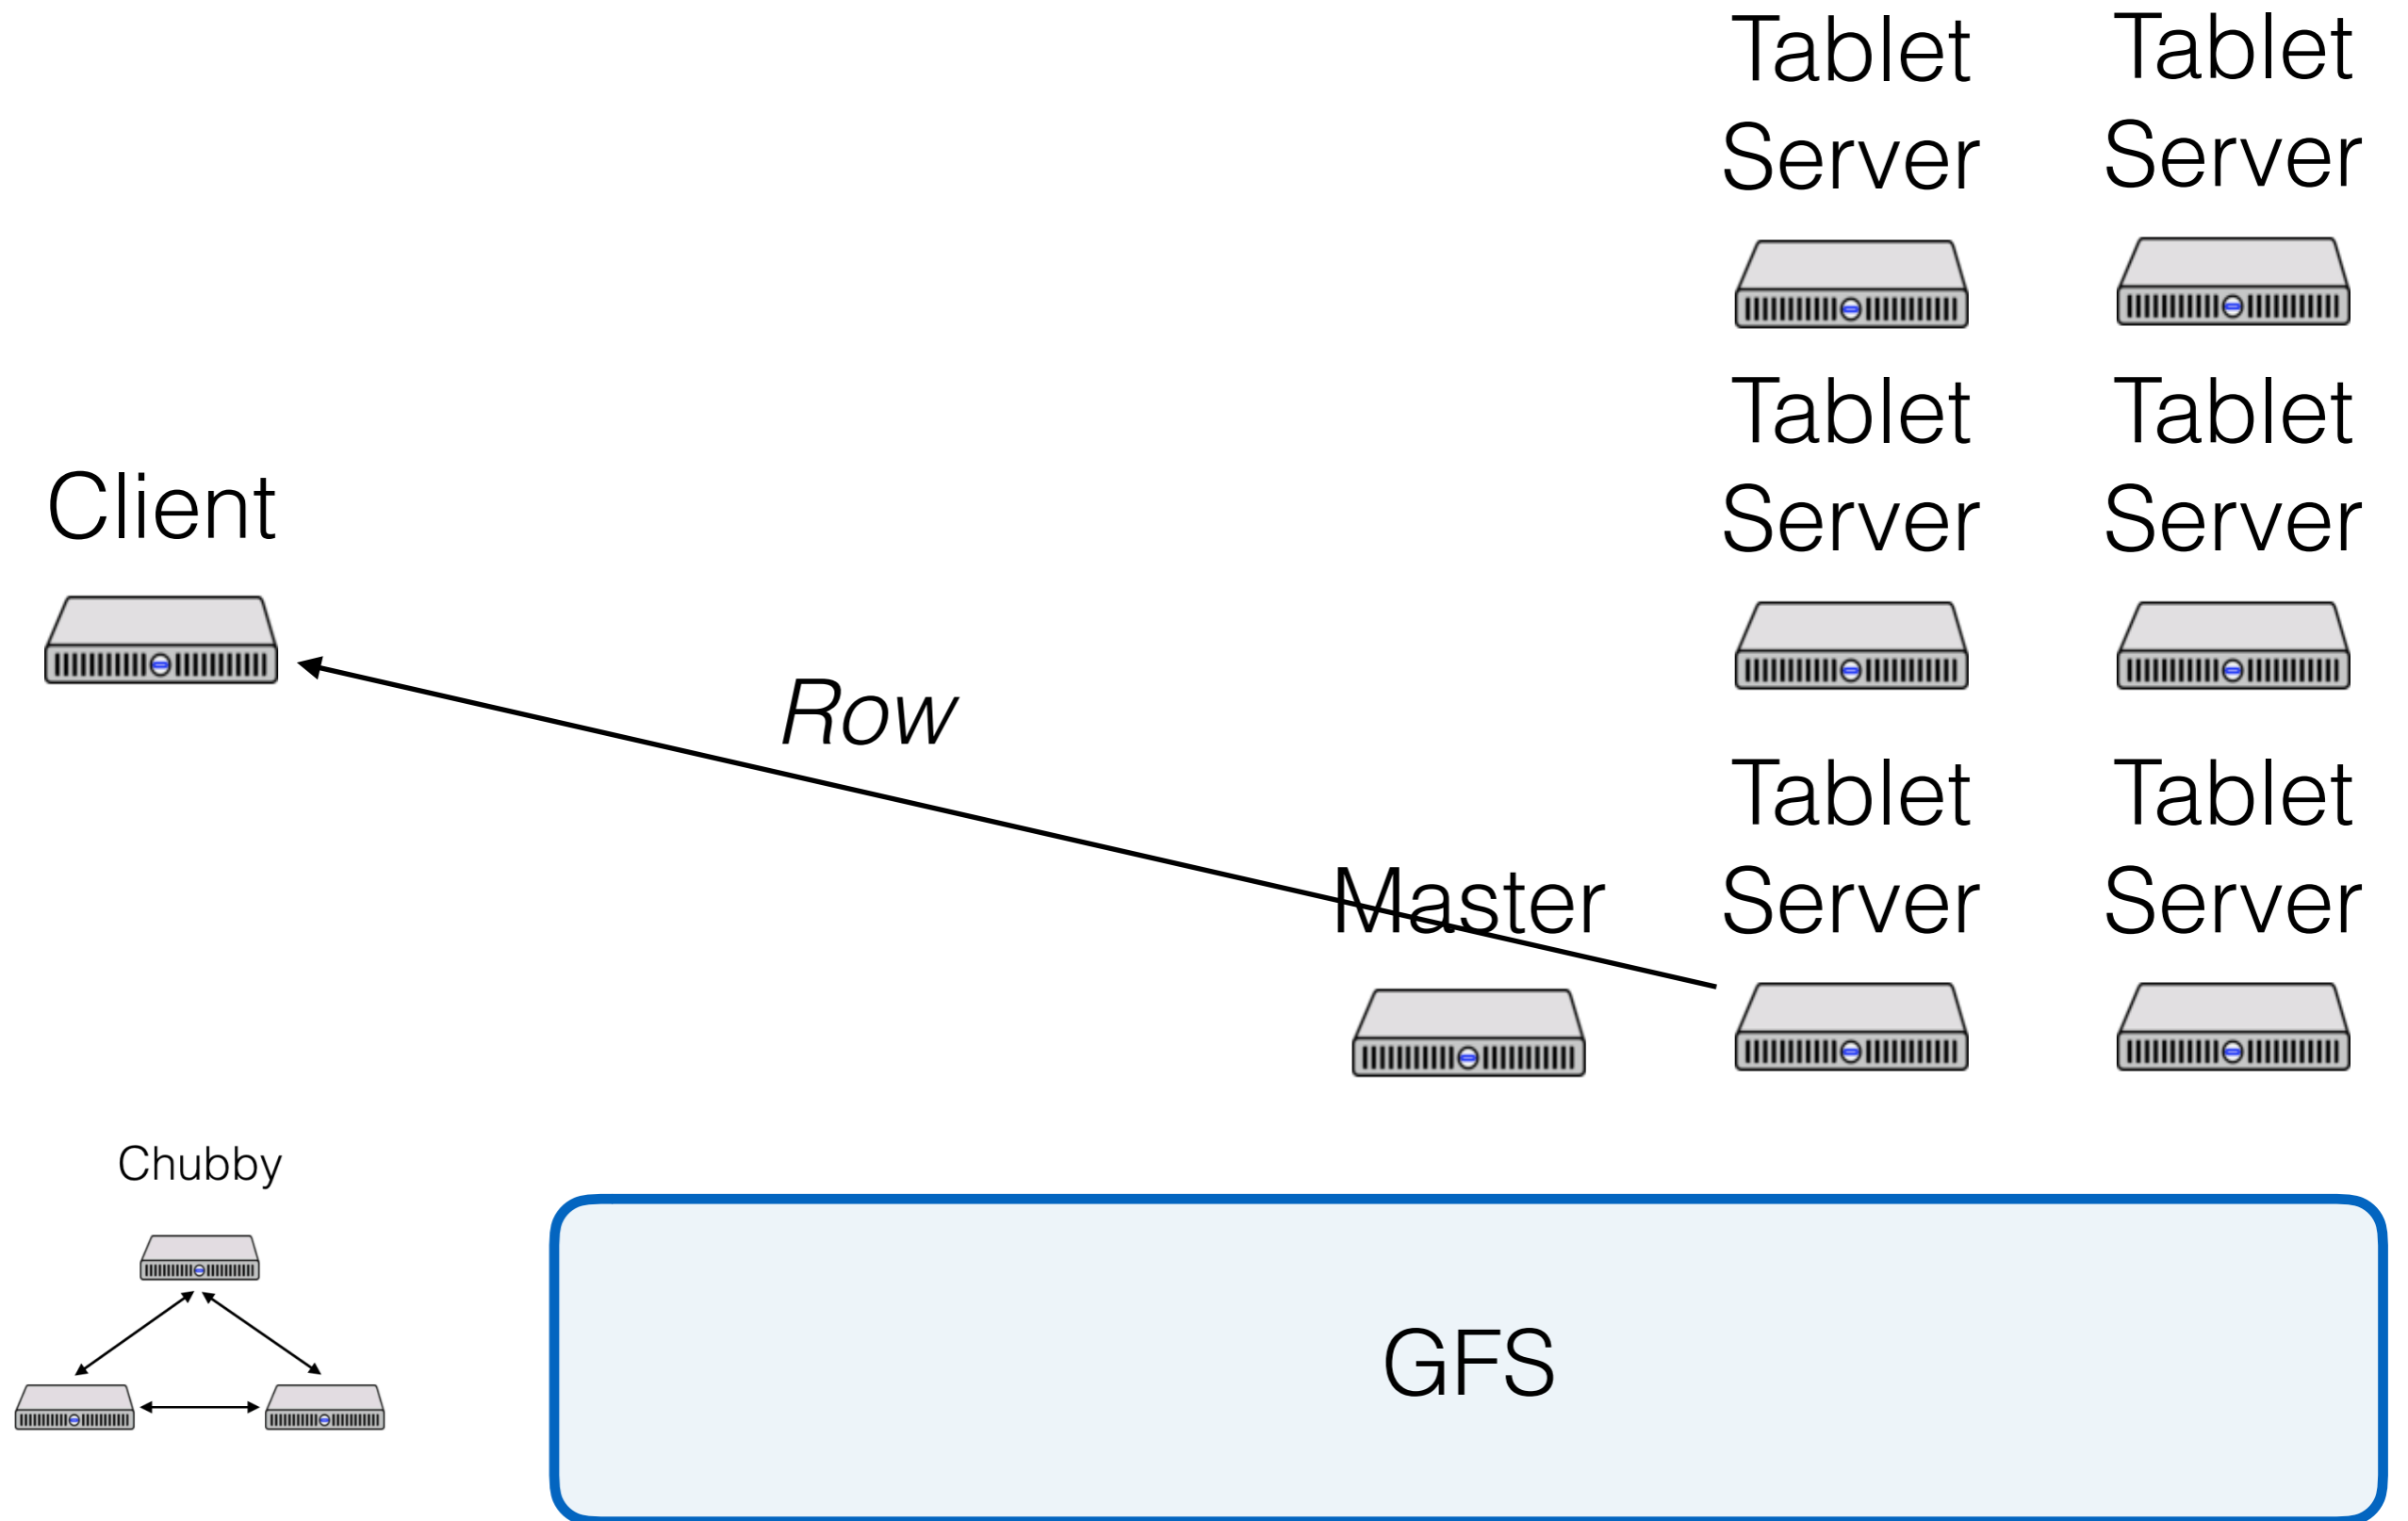 Tablet
Server
Tablet
Server
Client
Tablet
Server
Tablet
Server
Row
Master
Tablet
Server
Tablet
Server
Chubby
GFS